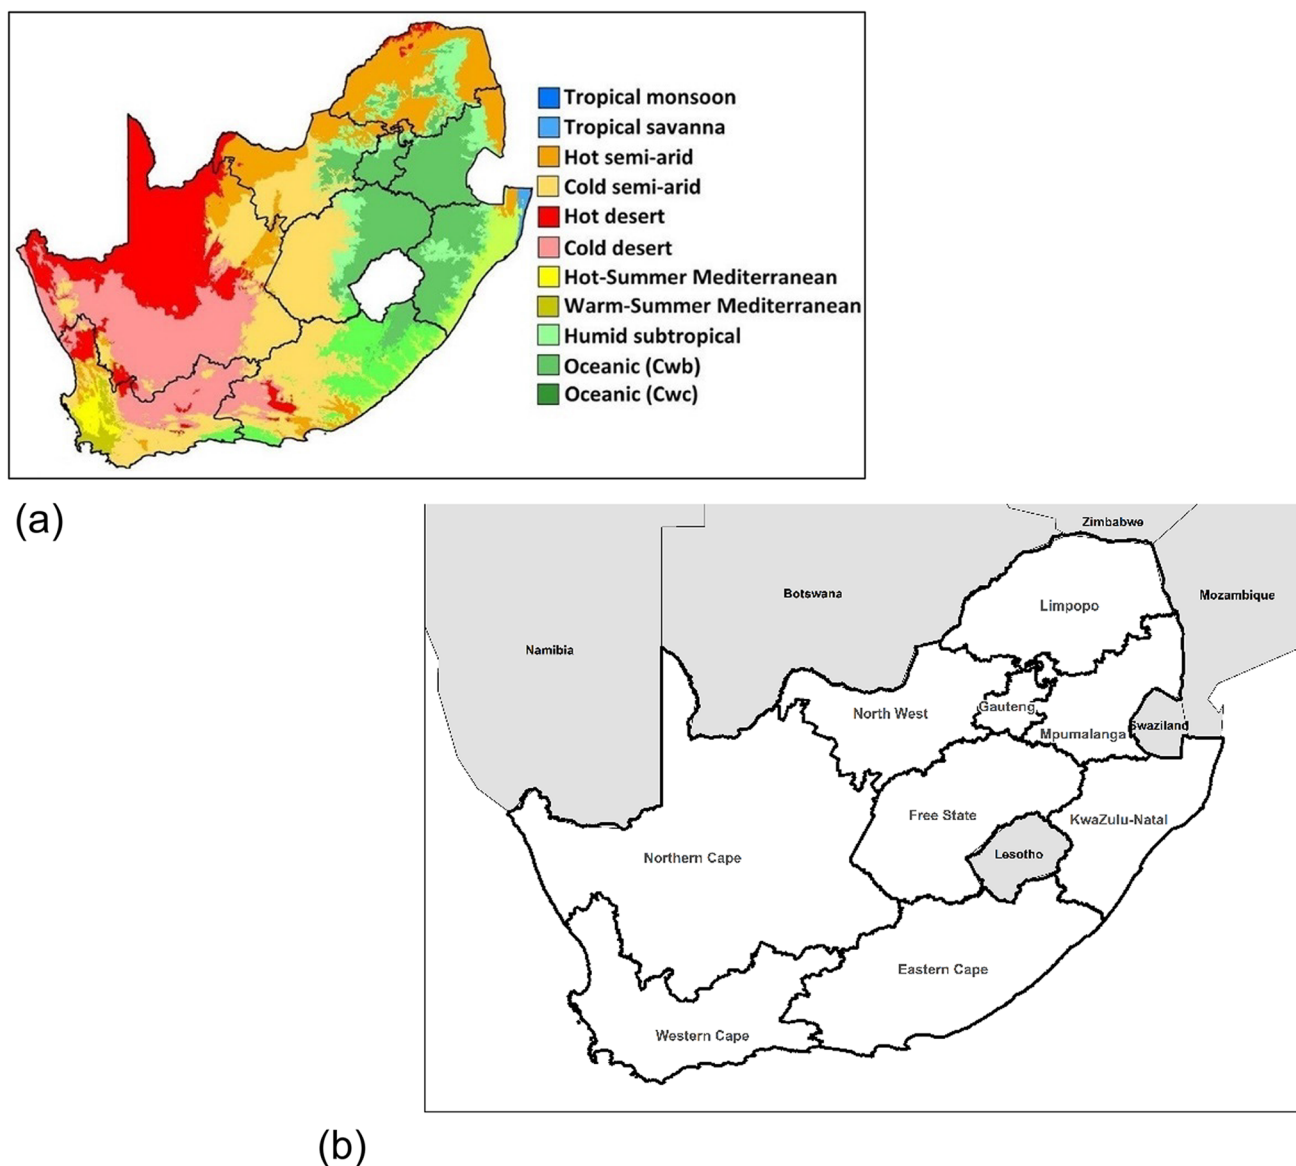 Tropical monsoon
Tropical savanna
Hot semi-arid
Cold semi-arid
Hot desert
Cold desert
Hot-Summer Mediterranean
Warm-Summer Mediterranean
Humid subtropical
Oceanic (Cwb)
Oceanic (Cwc)
(a)
Zimbabwe
Botswana
Limpopo
Mozambique
Namibia
North West
Gauteng
Swaziland
Mpumalanga
Free State
KwaZulu-Natal
Northern Cape
Lesotho
Eastern Cape
Western Cape
(b)